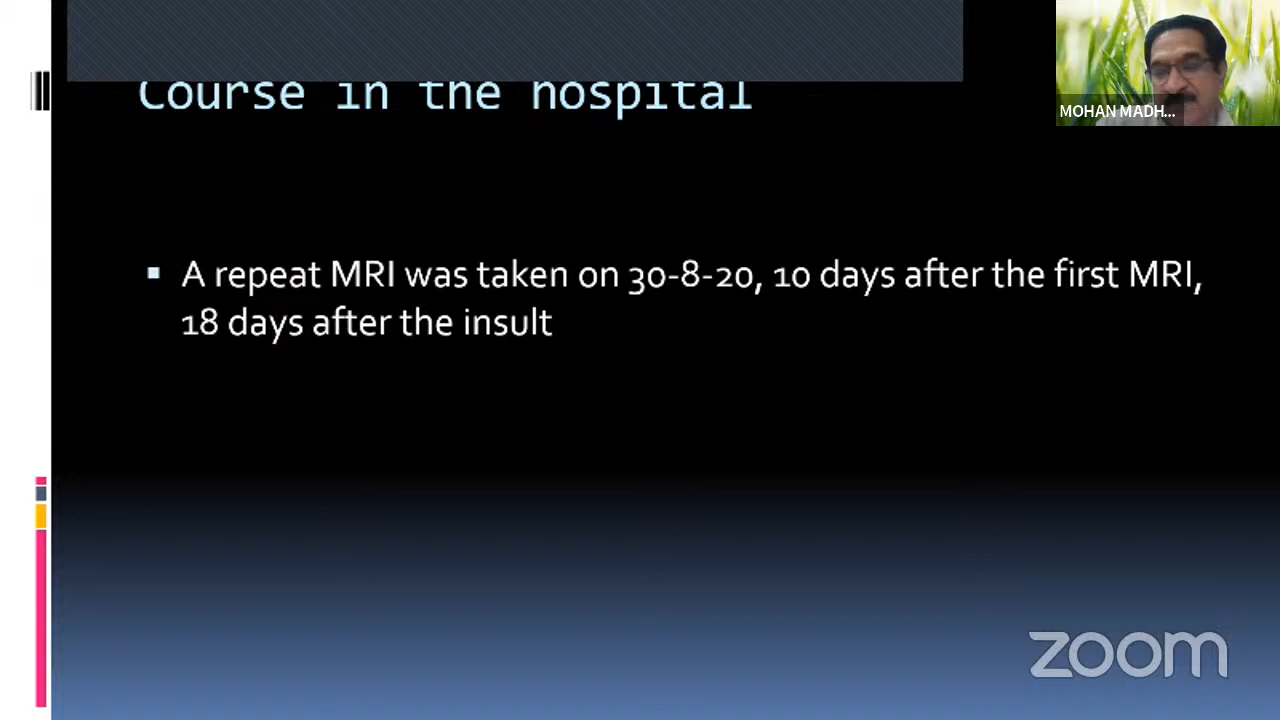 Course in the hospital
MOHAN MADH...
A repeat MRI was taken on 30-8-20, 10 days after the first MRI,
18 days after the insult
zoom